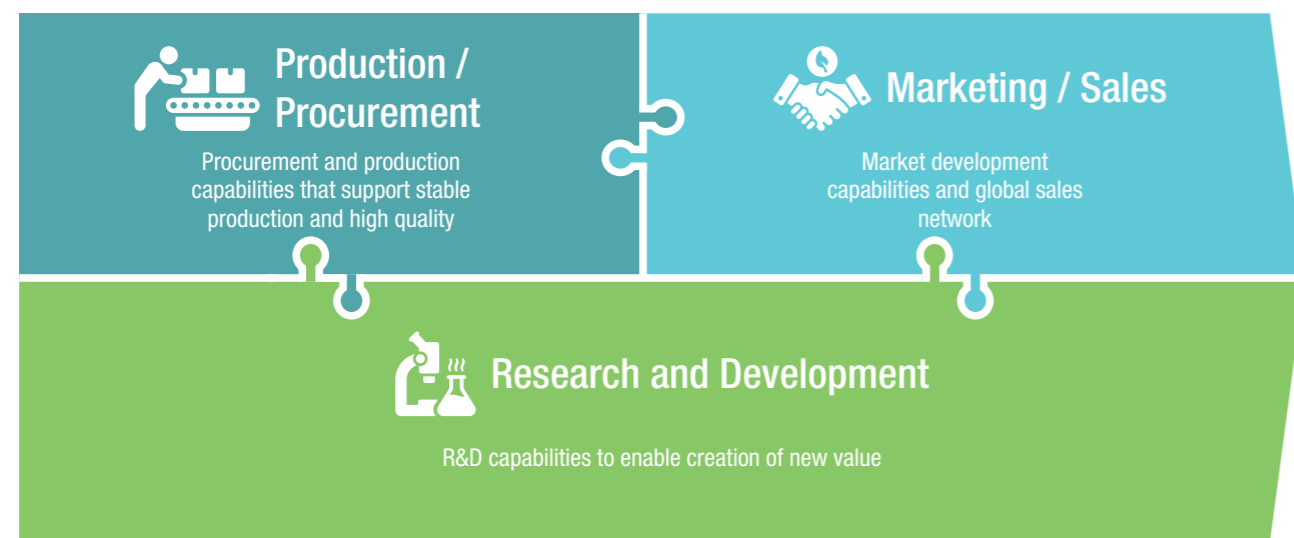 Production /
Procurement
Procurement and production
capabilities that support stable
production and high quality
Marketing / Sales
Market development
capabilities and global sales
network
Research and Development
R&D capabilities to enable creation of new value